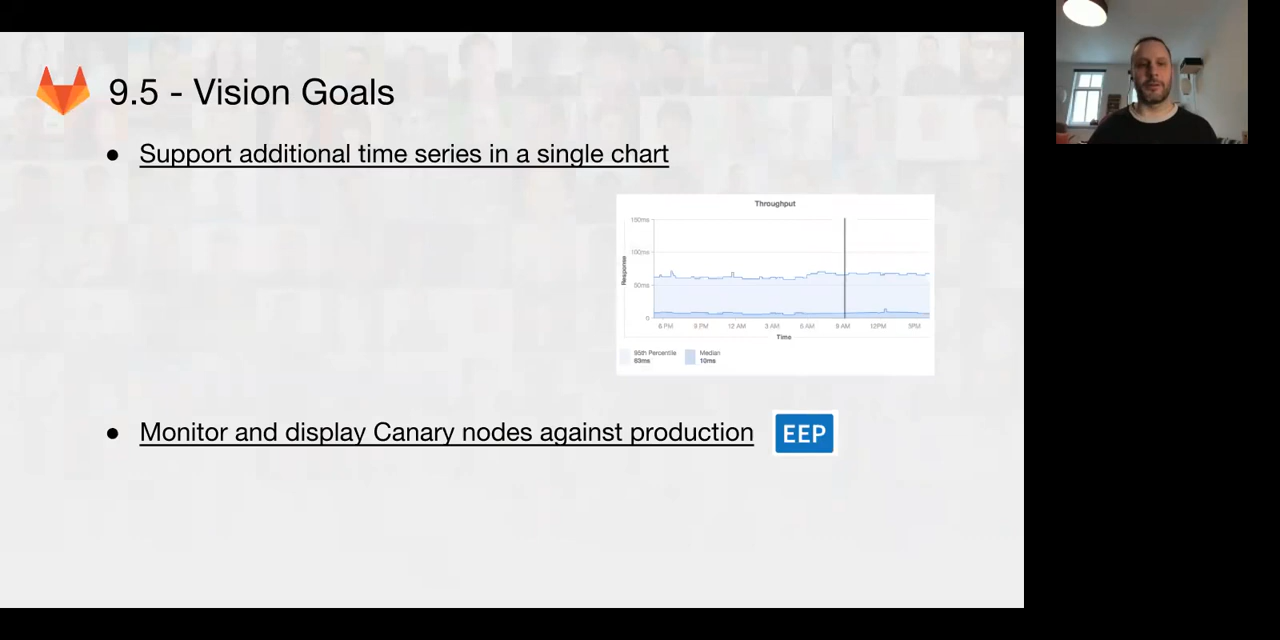 9.5 - Vision Goals
● Support additional time series in a single chart
Throughput
150ms
100ms
50ms
0
Response
6 PM 9 PM 12 AM 3 AM 6 AM 9 AM 12PM 3PM
Time
95th Percentile
63ms
Median
10ms
● Monitor and display Canary nodes against production
EEP